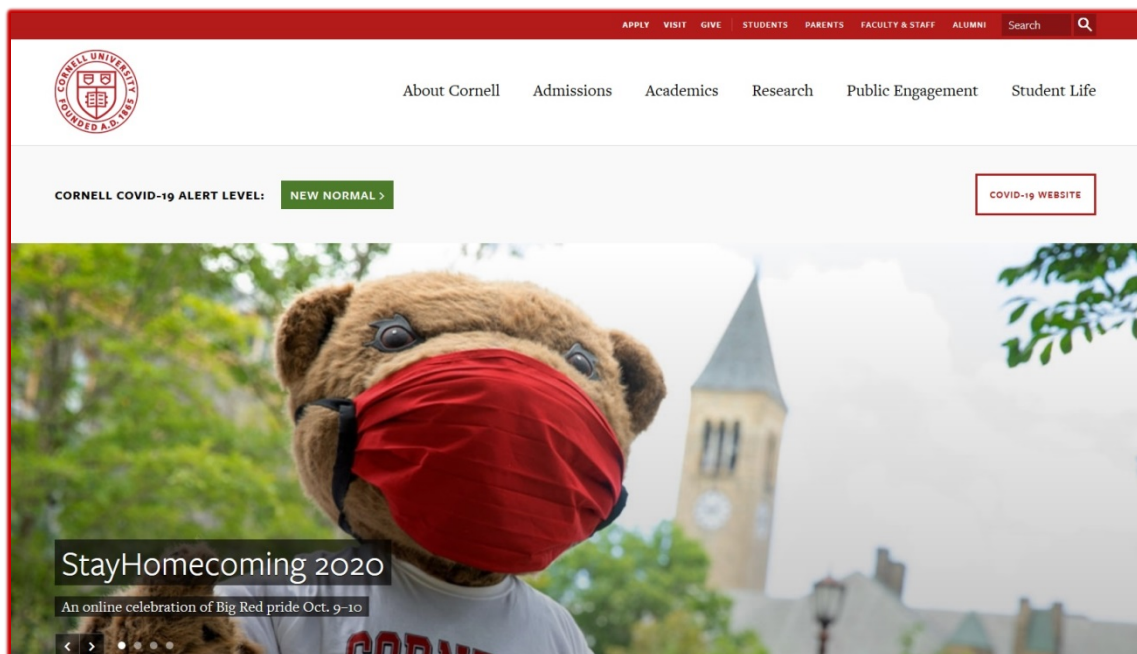 APPLY VISIT GIVE STUDENTS PARENTS FACULTY & STAFF ALUMNI Search
CORNELL UNIVERSITY
FOUNDED A.D. 1865
About Cornell Admissions Academics Research Public Engagement Student Life
CORNELL COVID-19 ALERT LEVEL: NEW NORMAL > COVID-19 WEBSITE
StayHomecoming 2020
An online celebration of Big Red pride Oct. 9–10